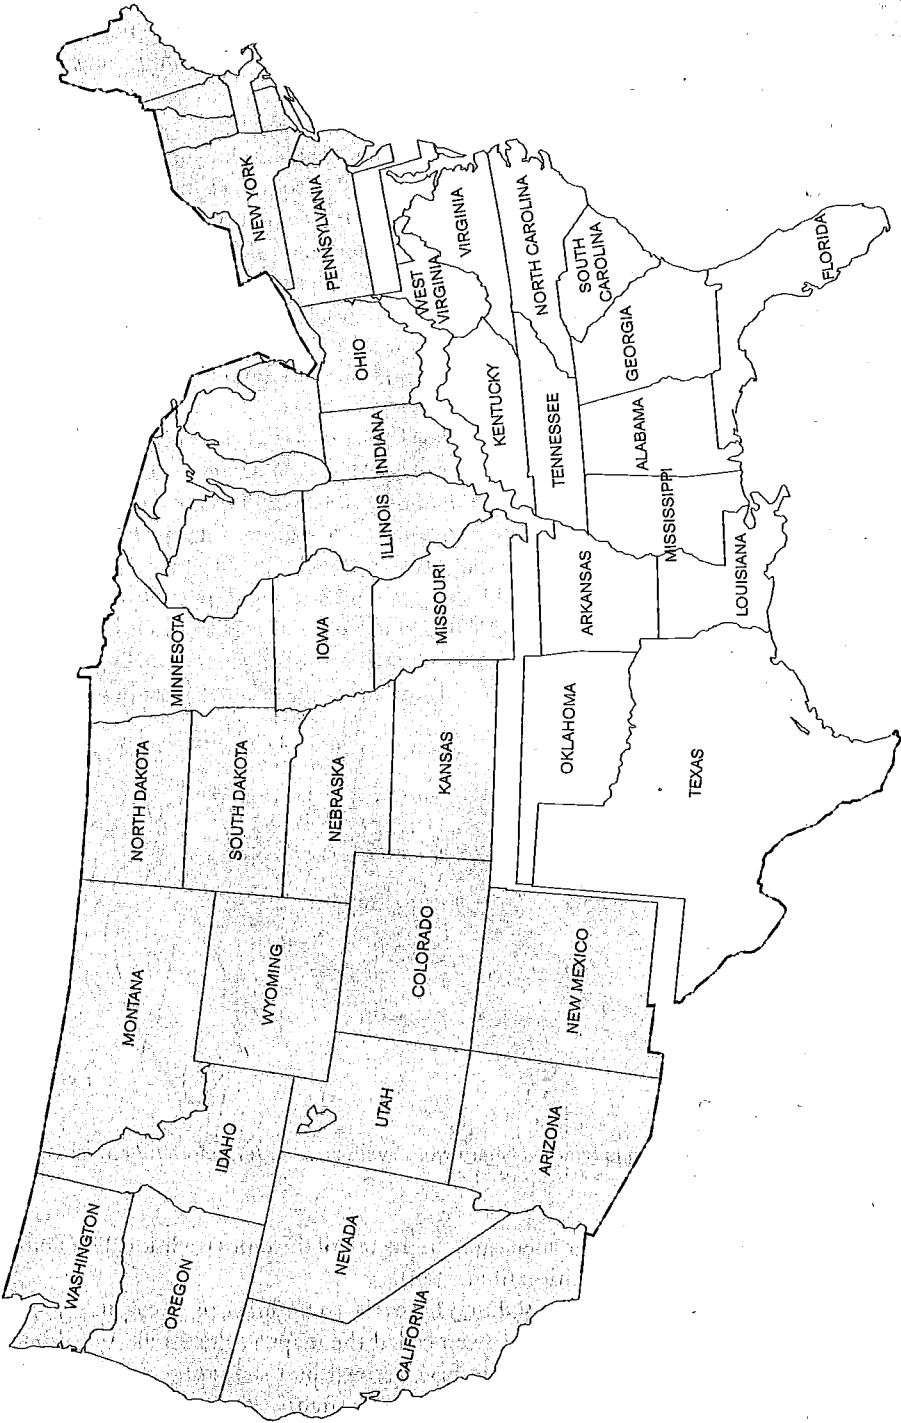 WASHINGTON
OREGON
CALIFORNIA
NEVADA
IDAHO
MONTANA
WYOMING
UTAH
ARIZONA
COLORADO
NEW MEXICO
NORTH DAKOTA
SOUTH DAKOTA
NEBRASKA
KANSAS
OKLAHOMA
TEXAS
MINNESOTA
IOWA
MISSOURI
ARKANSAS
LOUISIANA
ILLINOIS
INDIANA
OHIO
KENTUCKY
TENNESSEE
MISSISSIPPI
ALABAMA
GEORGIA
FLORIDA
SOUTH
CAROLINA
NORTH CAROLINA
VIRGINIA
WEST
VIRGINIA
PENNSYLVANIA
NEW YORK